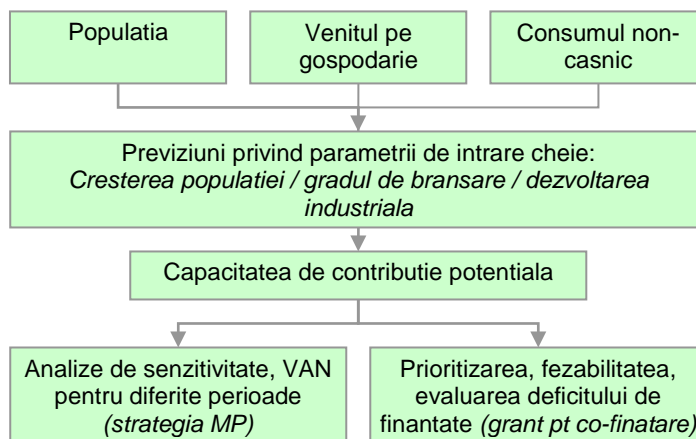 Populatia
Venitul pe
gospodarie
Consumul non-
casnic
Previziuni privind parametrii de intrare cheie:
Cresterea populatiei / gradul de bransare / dezvoltarea
industriala
Capacitatea de contributie potentiala
Analize de senzitivitate, VAN
pentru diferite perioade
(strategia MP)
Prioritizarea, fezabilitatea,
evaluarea deficitului de
finantate (grant pt co-finatare)